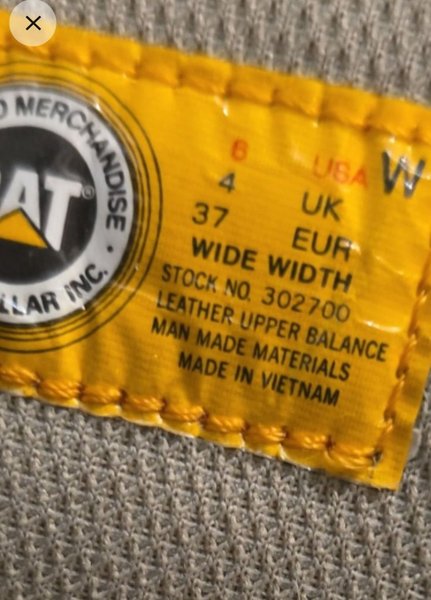 MERCHANDISE
AT®
INC.
6 USA W
4 UK
37 EUR
WIDE WIDTH
STOCK NO. 302700
LEATHER UPPER BALANCE
MAN MADE MATERIALS
MADE IN VIETNAM